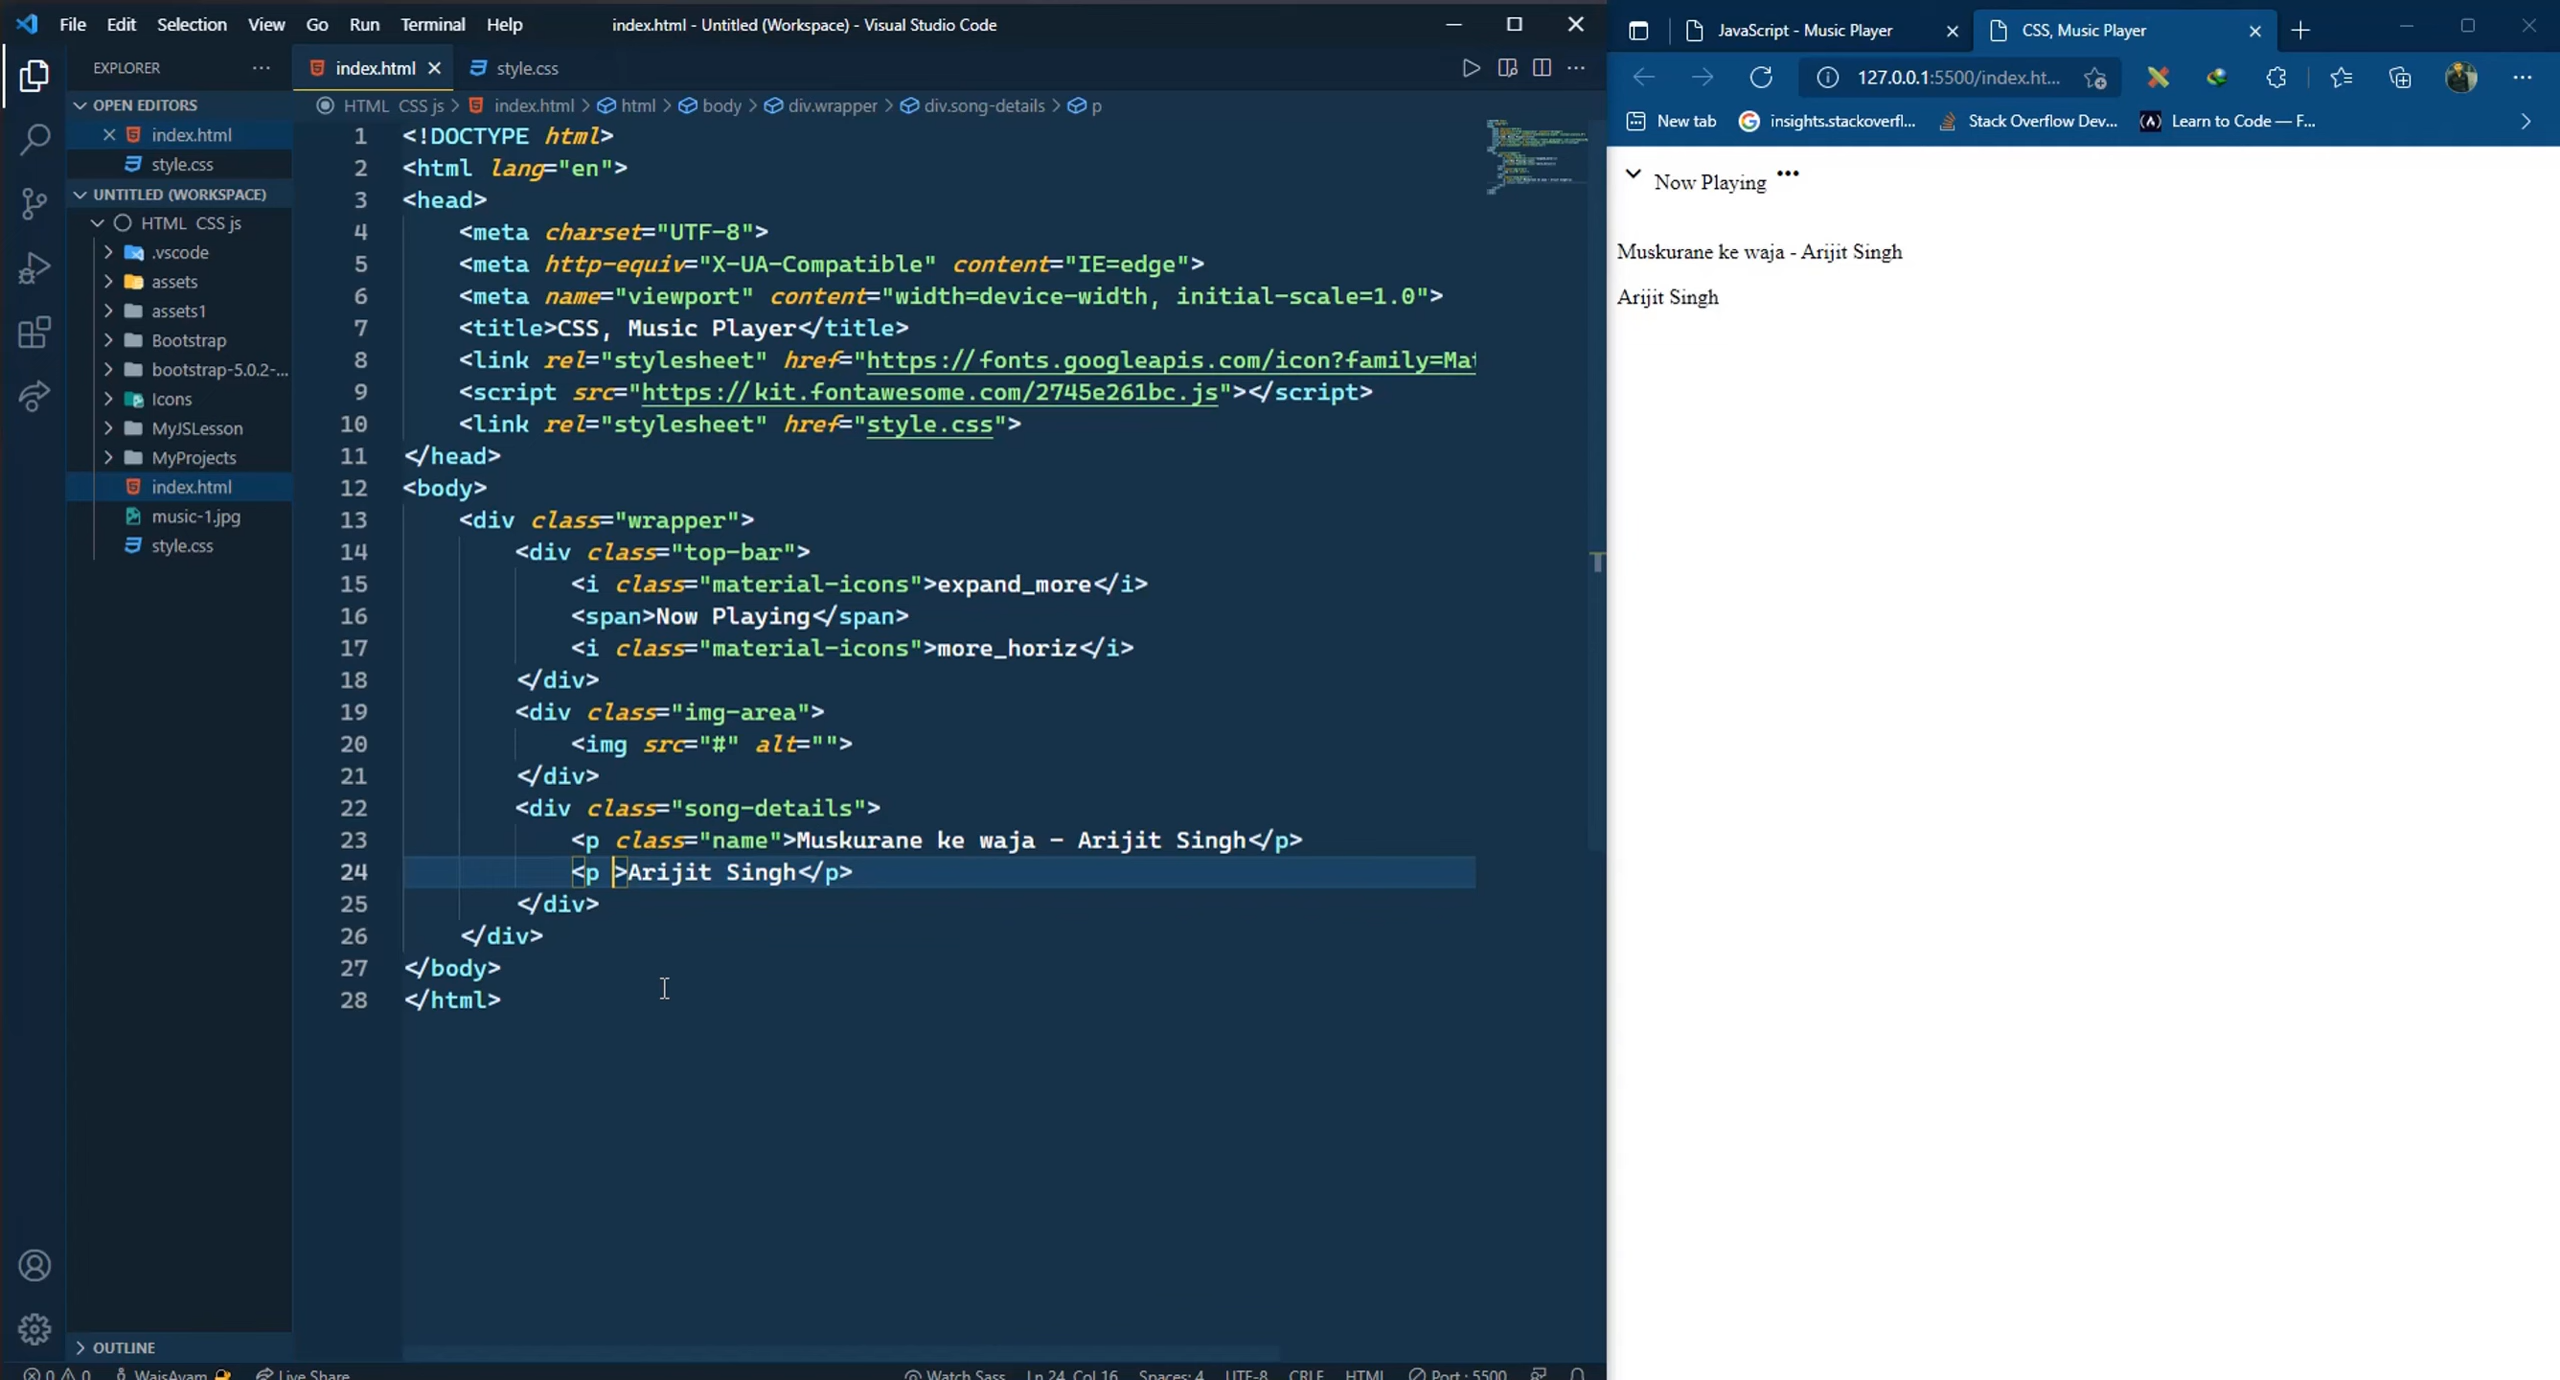 File Edit Selection View Go Run Terminal Help
index.html - Untitled (Workspace) - Visual Studio Code
EXPLORER
OPEN EDITORS
index.html
style.css
UNTITLED (WORKSPACE)
HTML CSS js
.vscode
assets
assets1
Bootstrap
bootstrap-5.0.2-...
Icons
MyJSLesson
MyProjects
index.html
music-1.jpg
style.css
OUTLINE
index.html
style.css
HTML CSS js > index.html > html > body > div.wrapper > div.song-details > p
1 <!DOCTYPE html>
2 <html lang="en">
3 <head>
4 <meta charset="UTF-8">
5 <meta http-equiv="X-UA-Compatible" content="IE=edge">
6 <meta name="viewport" content="width=device-width, initial-scale=1.0">
7 <title>CSS, Music Player</title>
8 <link rel="stylesheet" href="https://fonts.googleapis.com/icon?family=Mat
9 <script src="https://kit.fontawesome.com/2745e261bc.js"></script>
10 <link rel="stylesheet" href="style.css">
11 </head>
12 <body>
13 <div class="wrapper">
14 <div class="top-bar">
15 <i class="material-icons">expand_more</i>
16 <span>Now Playing</span>
17 <i class="material-icons">more_horiz</i>
18 </div>
19 <div class="img-area">
20 <img src="#" alt="">
21 </div>
22 <div class="song-details">
23 <p class="name">Muskurane ke waja - Arijit Singh</p>
24 <p >Arijit Singh</p>
25 </div>
26 </div>
27 </body>
28 </html>
0 0 WaisAyam Live Share Watch Sass Ln 24, Col 16 Spaces: 4 UTF-8 CRLF HTML Port : 5500
JavaScript - Music Player
CSS, Music Player
127.0.0.1:5500/index.ht...
New tab
insights.stackoverfl...
Stack Overflow Dev...
Learn to Code — F...
Now Playing
Muskurane ke waja - Arijit Singh
Arijit Singh